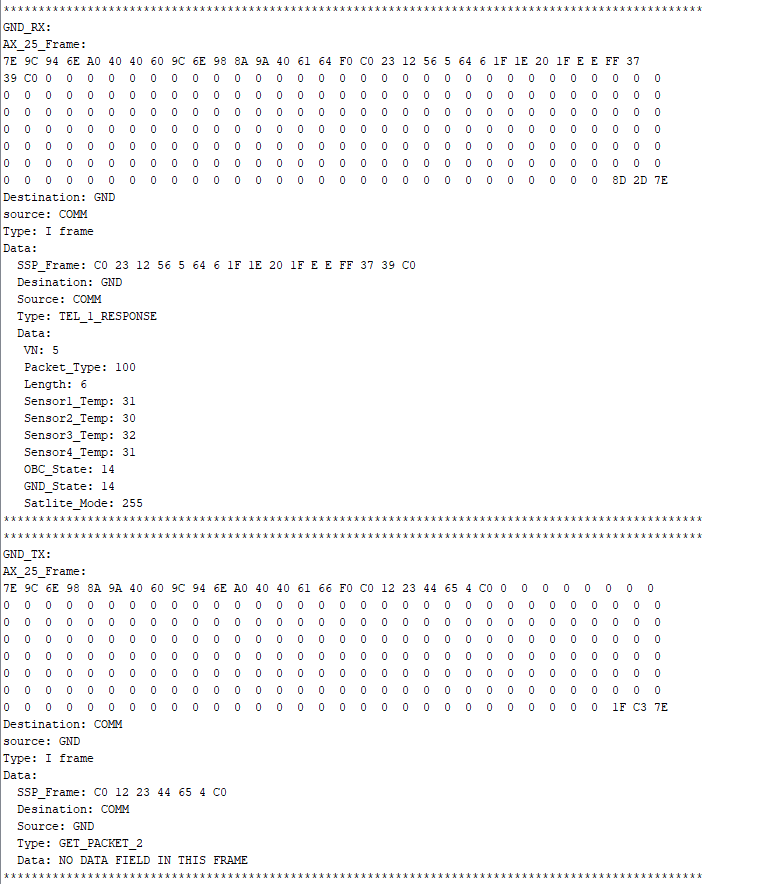 ****************************************************************************************************
GND_RX:
AX_25_Frame:
7E 9C 94 6E A0 40 40 60 9C 6E 98 8A 9A 40 61 64 F0 C0 23 12 56 5 64 6 1F 1E 20 1F E E FF 37
39 C0 0 0 0 0 0 0 0 0 0 0 0 0 0 0 0 0 0 0 0 0 0 0 0 0 0 0 0 0 0 0
0 0 0 0 0 0 0 0 0 0 0 0 0 0 0 0 0 0 0 0 0 0 0 0 0 0 0 0 0 0 0 0
0 0 0 0 0 0 0 0 0 0 0 0 0 0 0 0 0 0 0 0 0 0 0 0 0 0 0 0 0 0 0 0
0 0 0 0 0 0 0 0 0 0 0 0 0 0 0 0 0 0 0 0 0 0 0 0 0 0 0 0 0 0 0 0
0 0 0 0 0 0 0 0 0 0 0 0 0 0 0 0 0 0 0 0 0 0 0 0 0 0 0 0 0 0 0 0
0 0 0 0 0 0 0 0 0 0 0 0 0 0 0 0 0 0 0 0 0 0 0 0 0 0 0 0 0 0 0 0
0 0 0 0 0 0 0 0 0 0 0 0 0 0 0 0 0 0 0 0 0 0 0 0 0 0 0 0 0 8D 2D 7E
Destination: GND
source: COMM
Type: I frame
Data:
SSP_Frame: C0 23 12 56 5 64 6 1F 1E 20 1F E E FF 37 39 C0
Desination: GND
Source: COMM
Type: TEL_1_RESPONSE
Data:
VN: 5
Packet_Type: 100
Length: 6
Sensor1_Temp: 31
Sensor2_Temp: 30
Sensor3_Temp: 32
Sensor4_Temp: 31
OBC_State: 14
GND_State: 14
Satlite_Mode: 255
****************************************************************************************************
****************************************************************************************************
GND_TX:
AX_25_Frame:
7E 9C 6E 98 8A 9A 40 60 9C 94 6E A0 40 40 61 66 F0 C0 12 23 44 65 4 C0 0 0 0 0 0 0 0 0
0 0 0 0 0 0 0 0 0 0 0 0 0 0 0 0 0 0 0 0 0 0 0 0 0 0 0 0 0 0 0 0
0 0 0 0 0 0 0 0 0 0 0 0 0 0 0 0 0 0 0 0 0 0 0 0 0 0 0 0 0 0 0 0
0 0 0 0 0 0 0 0 0 0 0 0 0 0 0 0 0 0 0 0 0 0 0 0 0 0 0 0 0 0 0 0
0 0 0 0 0 0 0 0 0 0 0 0 0 0 0 0 0 0 0 0 0 0 0 0 0 0 0 0 0 0 0 0
0 0 0 0 0 0 0 0 0 0 0 0 0 0 0 0 0 0 0 0 0 0 0 0 0 0 0 0 0 0 0 0
0 0 0 0 0 0 0 0 0 0 0 0 0 0 0 0 0 0 0 0 0 0 0 0 0 0 0 0 0 0 0 0
0 0 0 0 0 0 0 0 0 0 0 0 0 0 0 0 0 0 0 0 0 0 0 0 0 0 0 0 0 1F C3 7E
Destination: COMM
source: GND
Type: I frame
Data:
SSP_Frame: C0 12 23 44 65 4 C0
Desination: COMM
Source: GND
Type: GET_PACKET_2
Data: NO DATA FIELD IN THIS FRAME
****************************************************************************************************